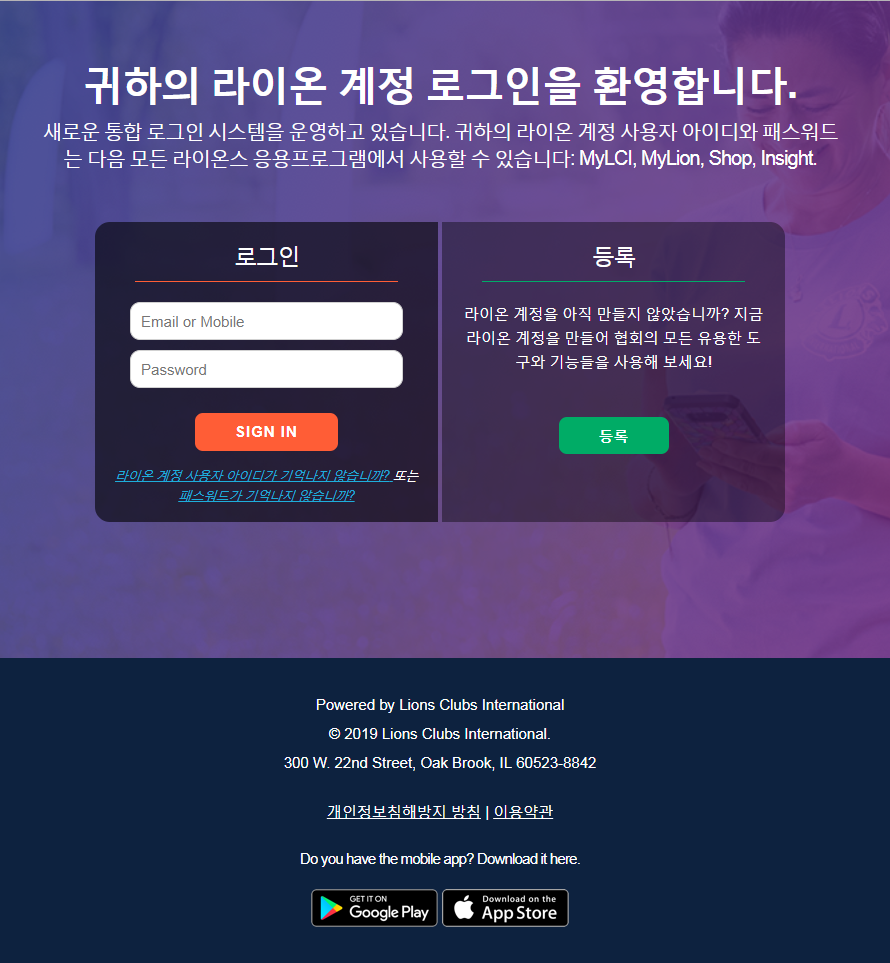 귀하의 라이온 계정 로그인을 환영합니다.
새로운 통합 로그인 시스템을 운영하고 있습니다. 귀하의 라이온 계정 사용자 아이디와 패스워드
는 다음 모든 라이온스 응용프로그램에서 사용할 수 있습니다: MyLCI, MyLion, Shop, Insight.
로그인
Email or Mobile
Password
SIGN IN
라이온 계정 사용자 아이디가 기억나지 않습니까? 또는
패스워드가 기억나지 않습니까?
등록
라이온 계정을 아직 만들지 않았습니까? 지금
라이온 계정을 만들어 협회의 모든 유용한 도
구와 기능들을 사용해 보세요!
등록
Powered by Lions Clubs International
© 2019 Lions Clubs International.
300 W. 22nd Street, Oak Brook, IL 60523-8842
개인정보침해방지 방침 | 이용약관
Do you have the mobile app? Download it here.
GET IT ON
Google Play
Download on the
App Store